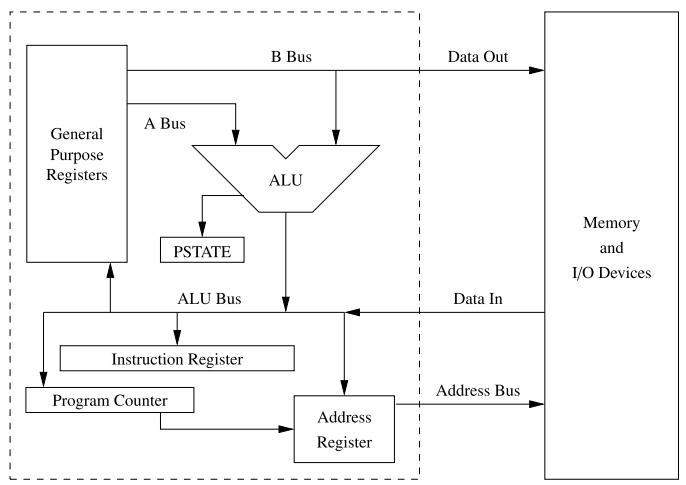 B Bus
Data Out
A Bus
General
Purpose
Registers
ALU
Memory
and
I/O Devices
PSTATE
ALU Bus
Data In
Instruction Register
Program Counter
Address Bus
Address
Register